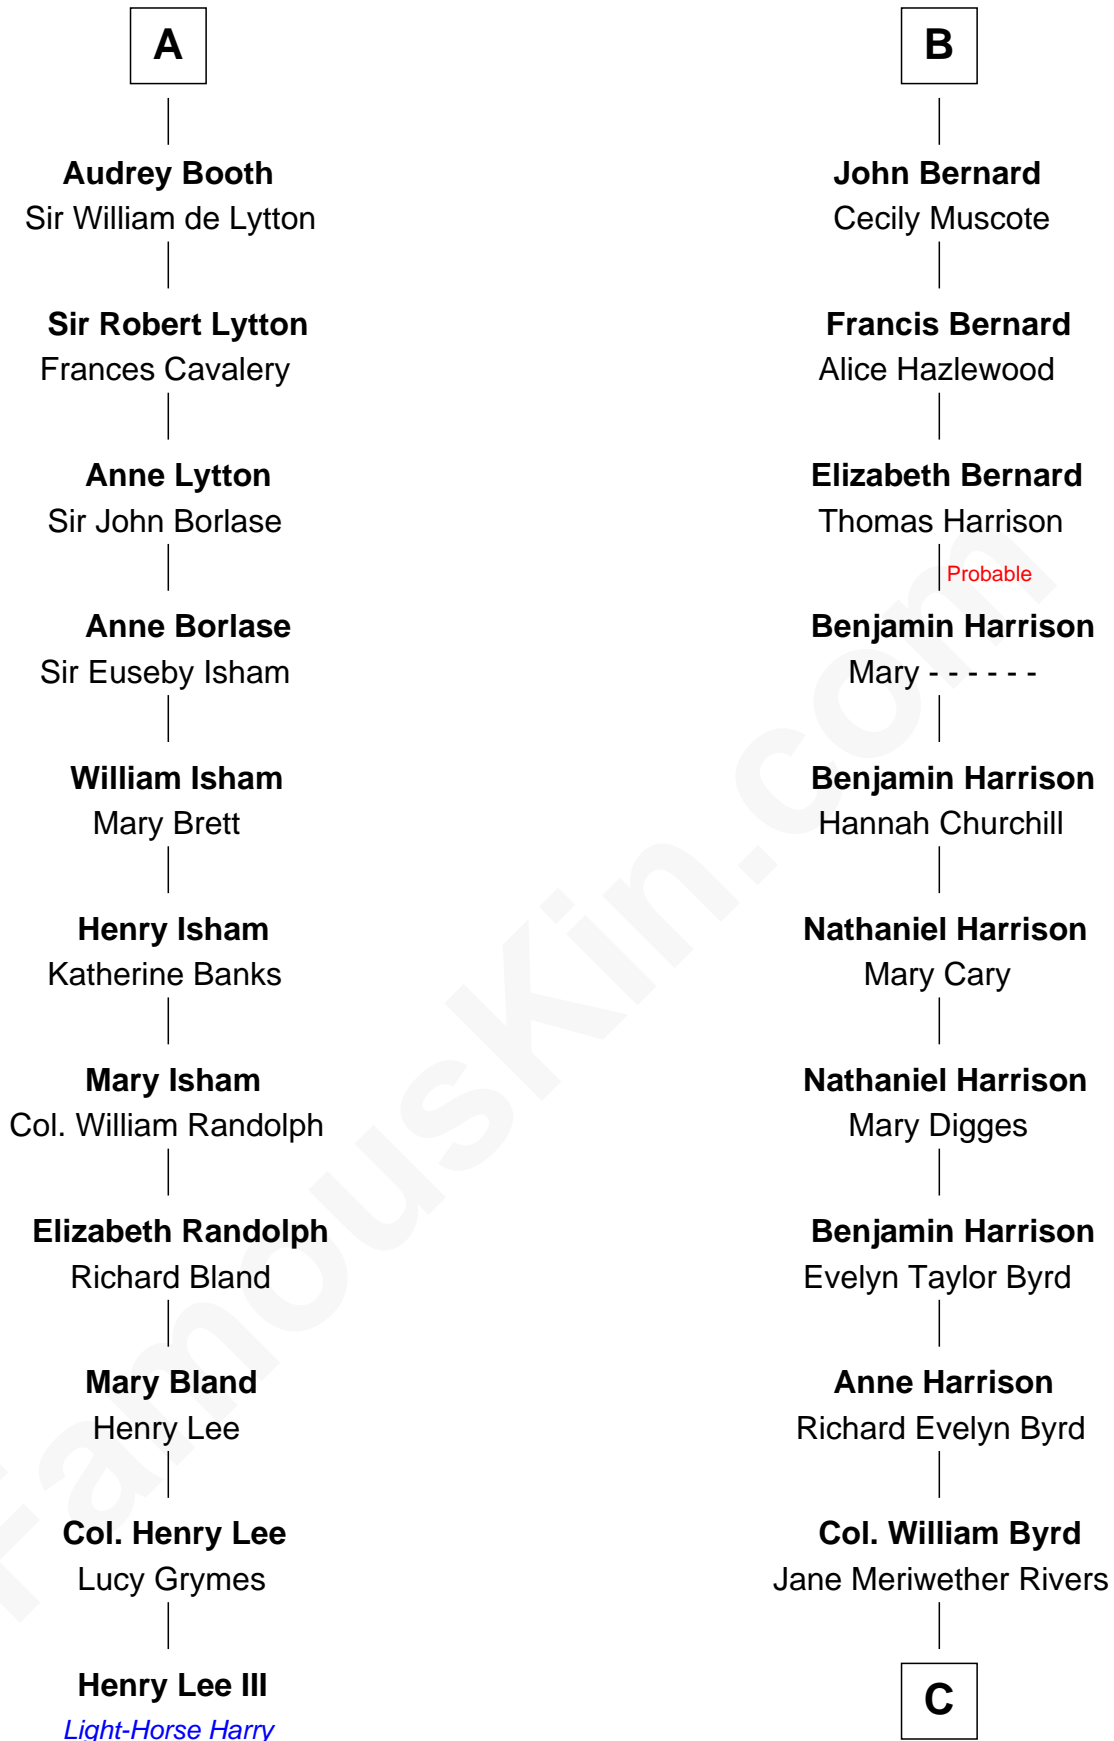 A
Audrey Booth
Sir William de Lytton
Sir Robert Lytton
Frances Cavalery
Anne Lytton
Sir John Borlase
Anne Borlase
Sir Euseby Isham
William Isham
Mary Brett
Henry Isham
Katherine Banks
Mary Isham
Col. William Randolph
Elizabeth Randolph
Richard Bland
Mary Bland
Henry Lee
Col. Henry Lee
Lucy Grymes
Henry Lee III
Light-Horse Harry
B
John Bernard
Cecily Muscote
Francis Bernard
Alice Hazlewood
Elizabeth Bernard
Thomas Harrison
Probable
Benjamin Harrison
Mary - - - - - -
Benjamin Harrison
Hannah Churchill
Nathaniel Harrison
Mary Cary
Nathaniel Harrison
Mary Digges
Benjamin Harrison
Evelyn Taylor Byrd
Anne Harrison
Richard Evelyn Byrd
Col. William Byrd
Jane Meriwether Rivers
C
FamousKin.com